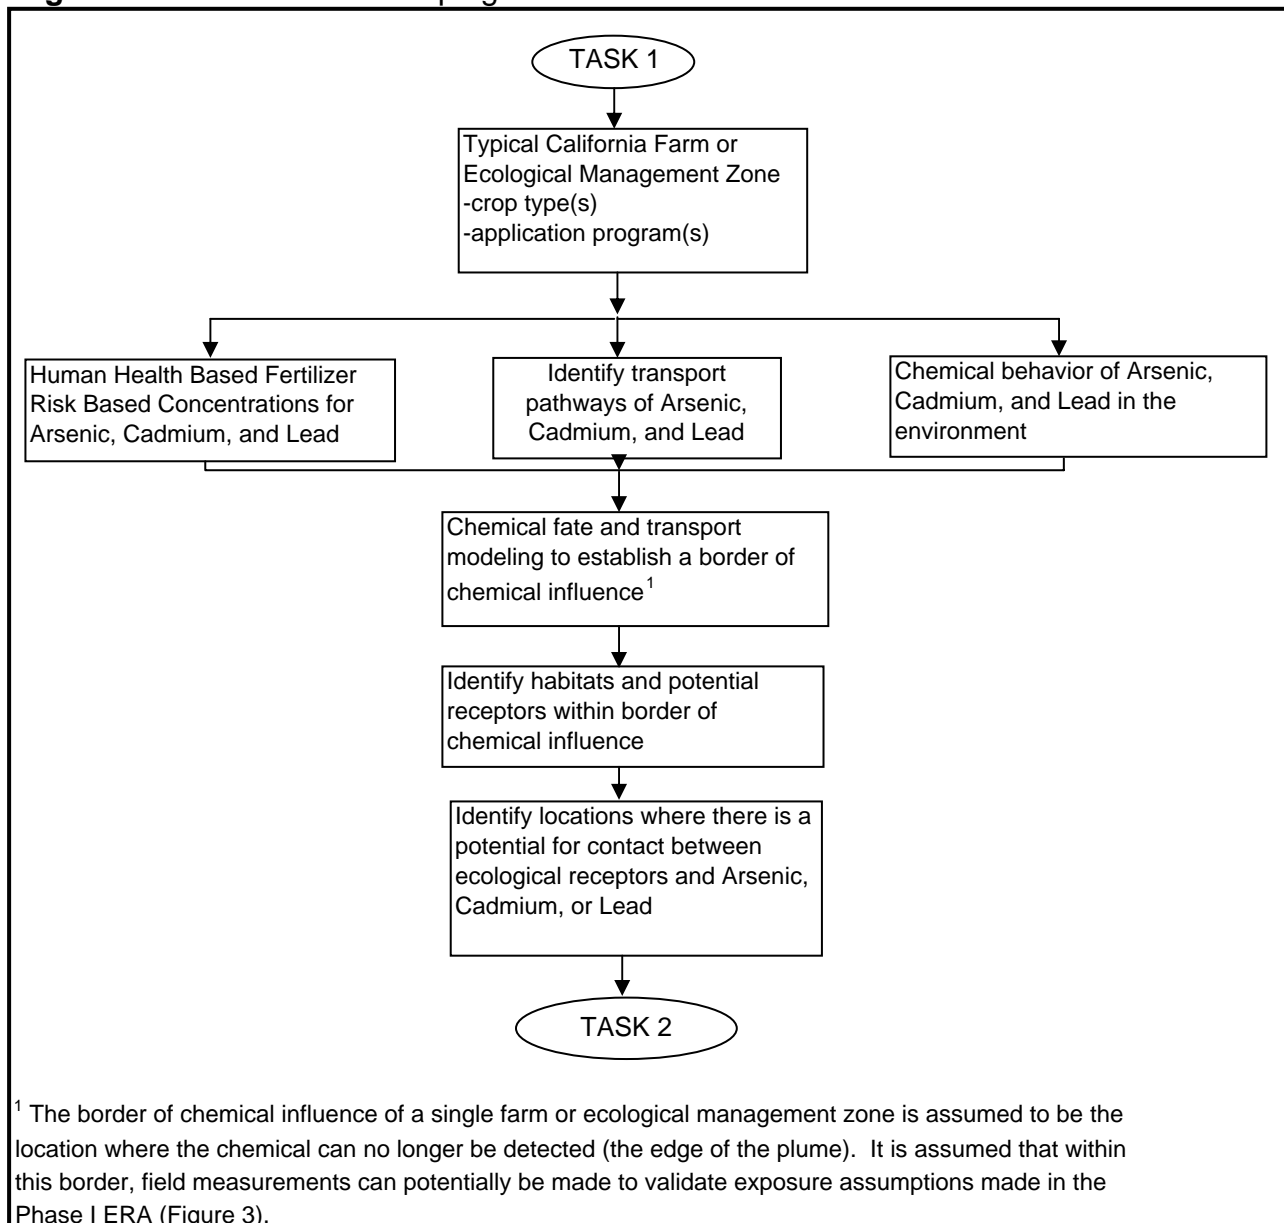 TASK 1
Typical California Farm or
Ecological Management Zone
-crop type(s)
-application program(s)
Human Health Based Fertilizer
Risk Based Concentrations for
Arsenic, Cadmium, and Lead
Identify transport
pathways of Arsenic,
Cadmium, and Lead
Chemical behavior of Arsenic,
Cadmium, and Lead in the
environment
Chemical fate and transport
modeling to establish a border of
chemical influence1
Identify habitats and potential
receptors within border of
chemical influence
Identify locations where there is a
potential for contact between
ecological receptors and Arsenic,
Cadmium, or Lead
TASK 2
1 The border of chemical influence of a single farm or ecological management zone is assumed to be the
location where the chemical can no longer be detected (the edge of the plume).  It is assumed that within
this border, field measurements can potentially be made to validate exposure assumptions made in the
Phase I ERA (Figure 3).